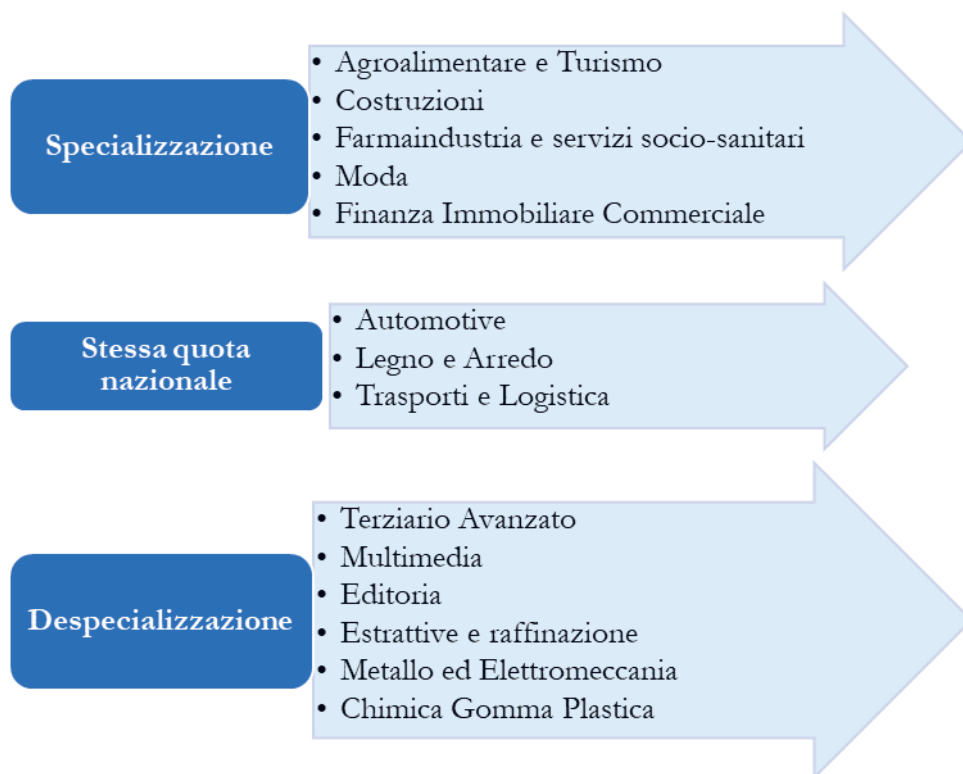 Specializzazione
• Agroalimentare e Turismo
• Costruzioni
• Farmaindustria e servizi socio-sanitari
• Moda
• Finanza Immobiliare Commerciale
Stessa quota
nazionale
• Automotive
• Legno e Arredo
• Trasporti e Logistica
Despecializzazione
• Terziario Avanzato
• Multimedia
• Editoria
• Estrattive e raffinazione
• Metallo ed Elettromeccania
• Chimica Gomma Plastica